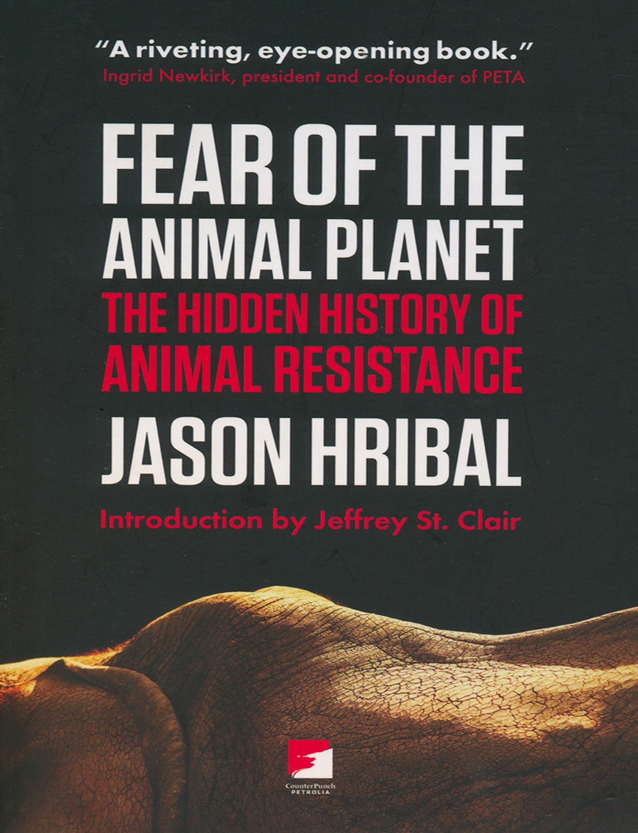 “A riveting, eye-opening book.”
Ingrid Newkirk, president and co-founder of PETA
FEAR OF THE
ANIMAL PLANET
THE HIDDEN HISTORY OF
ANIMAL RESISTANCE
JASON HRIBAL
Introduction by Jeffrey St. Clair
CounterPunch
PETROLIA